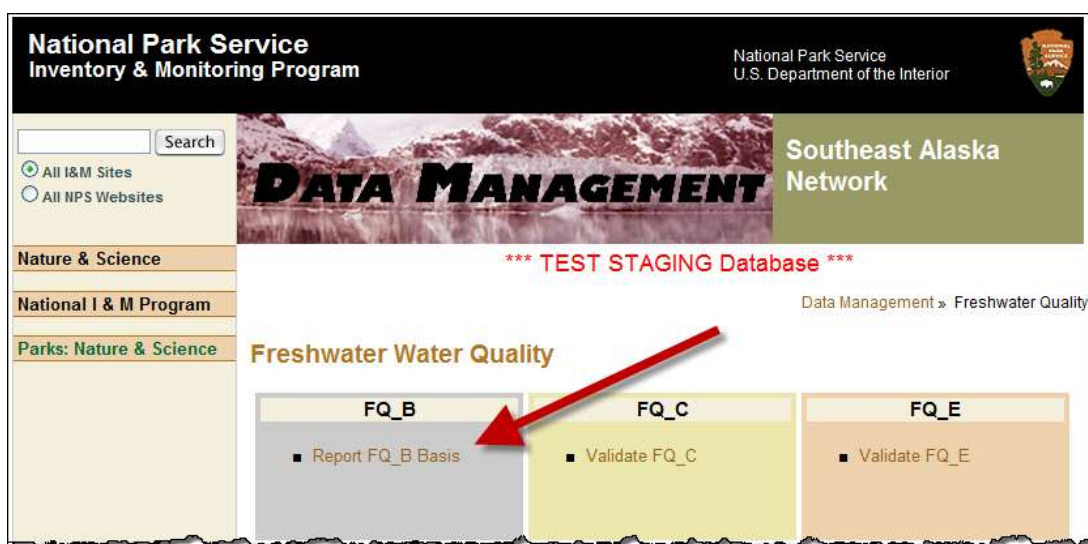 National Park Service
Inventory & Monitoring Program
National Park Service
U.S. Department of the Interior
Search
All I&M Sites
All NPS Websites
DATA MANAGEMENT
Southeast Alaska
Network
Nature & Science
National I & M Program
Parks: Nature & Science
*** TEST STAGING Database ***
Data Management » Freshwater Quality
Freshwater Water Quality
FQ_B
Report FQ_B Basis
FQ_C
Validate FQ_C
FQ_E
Validate FQ_E